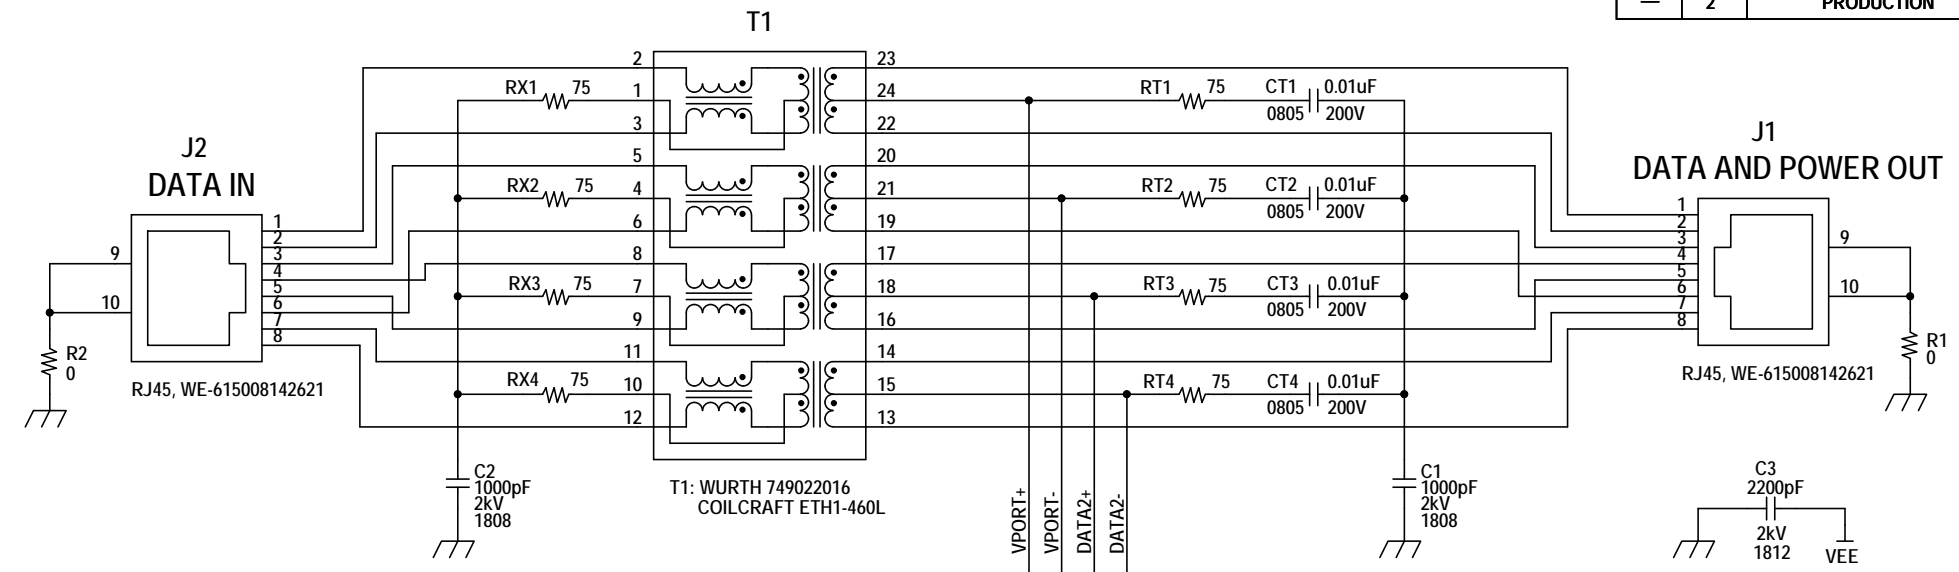 — 2 PRODUCTION
T1
J2
DATA IN
1
2
3
4
5
6
7
8
9
10
R2
0
RJ45, WE-615008142621
RX1 75
RX2 75
RX3 75
RX4 75
C2
1000pF
2kV
1808
2
1
3
5
4
6
8
7
9
11
10
12
T1: WURTH 749022016
COILCRAFT ETH1-460L
23
24
22
20
21
19
17
18
16
14
15
13
VPORT+
VPORT-
DATA2+
DATA2-
RT1 75 CT1 0.01uF
0805 200V
RT2 75 CT2 0.01uF
0805 200V
RT3 75 CT3 0.01uF
0805 200V
RT4 75 CT4 0.01uF
0805 200V
C1
1000pF
2kV
1808
J1
DATA AND POWER OUT
1
2
3
4
5
6
7
8
9
10
R1
0
RJ45, WE-615008142621
C3
2200pF
2kV
1812
VEE